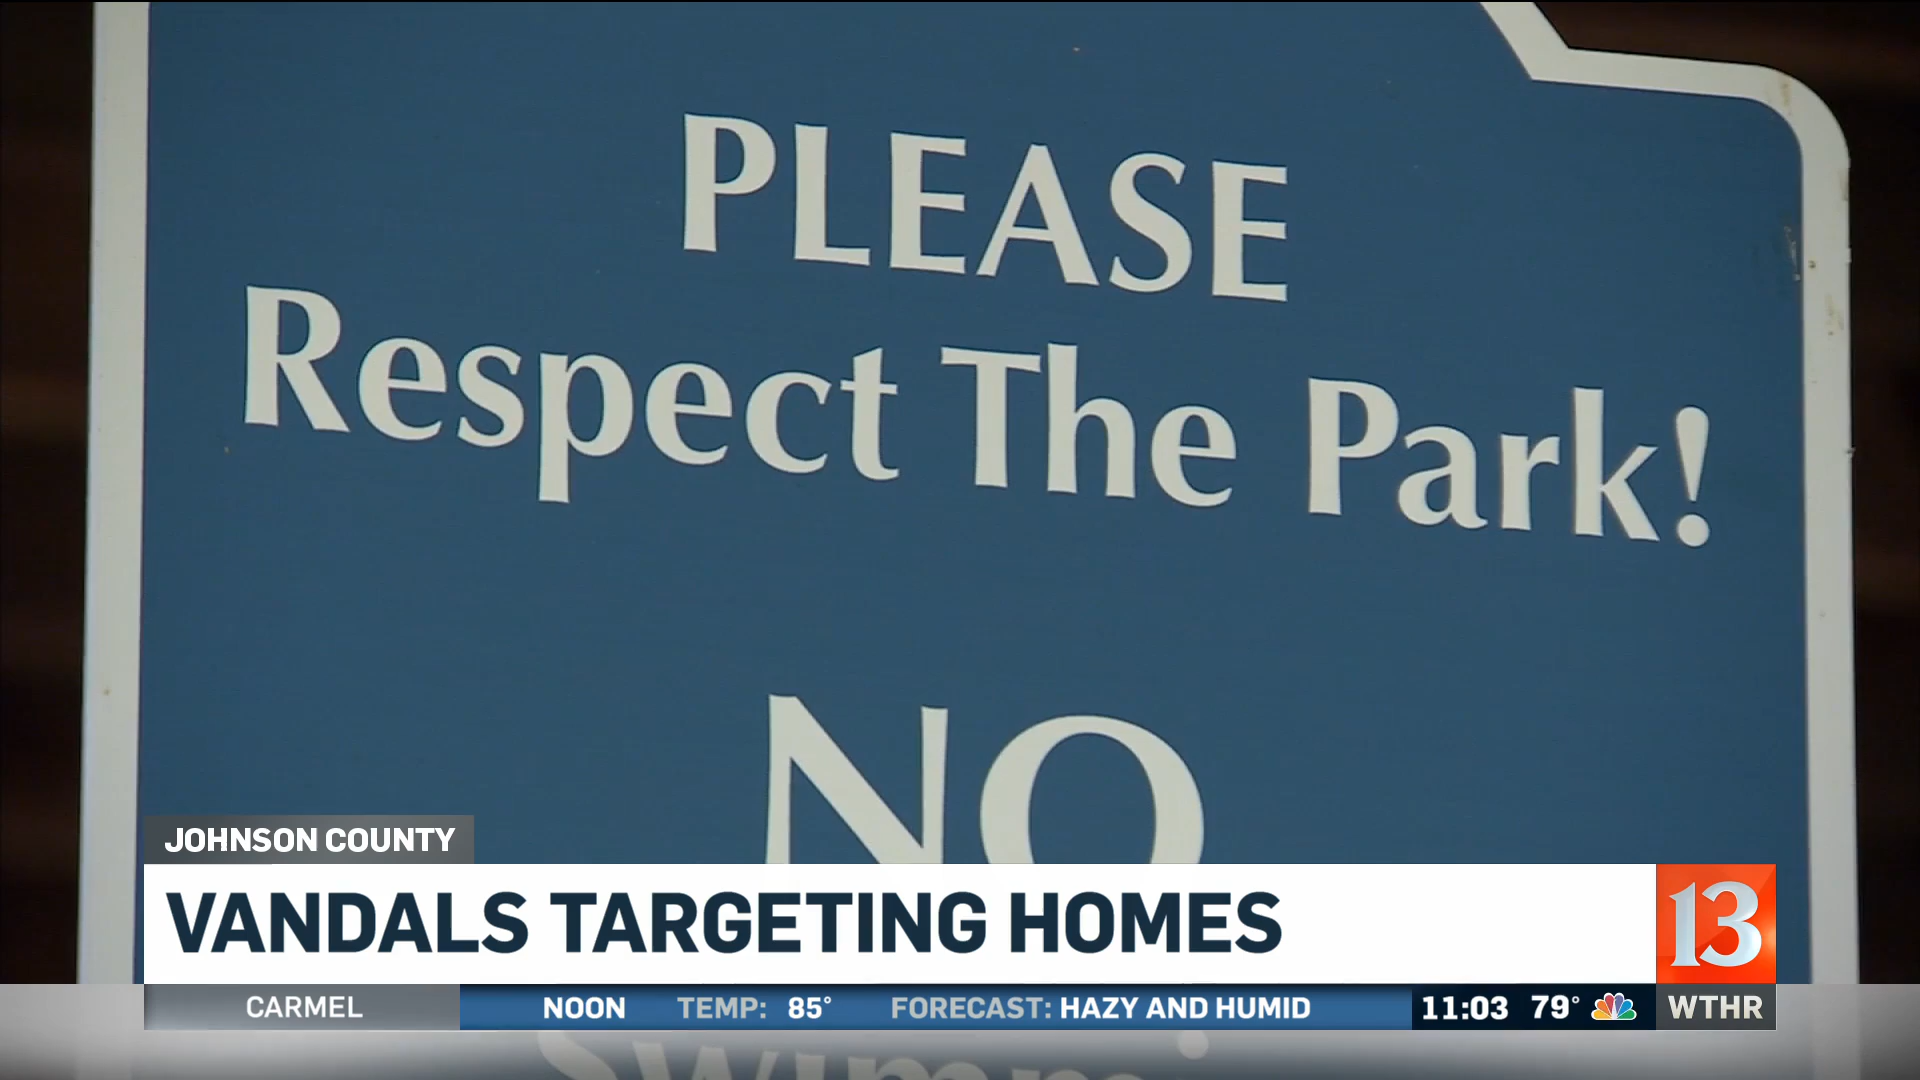 PLEASE
Respect The Park!
NO
JOHNSON COUNTY
VANDALS TARGETING HOMES
13
CARMEL NOON TEMP: 85° FORECAST: HAZY AND HUMID 11:03 79° WTHR